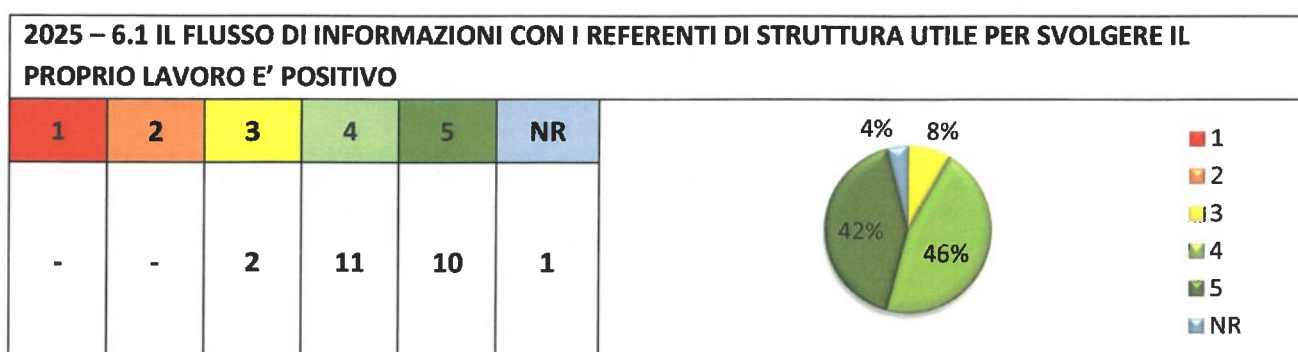 2025 – 6.1 IL FLUSSO DI INFORMAZIONI CON I REFERENTI DI STRUTTURA UTILE PER SVOLGERE IL
PROPRIO LAVORO E’ POSITIVO
1 2 3 4 5 NR
- - 2 11 10 1
4% 8%
42% 46%
1
2
3
4
5
NR